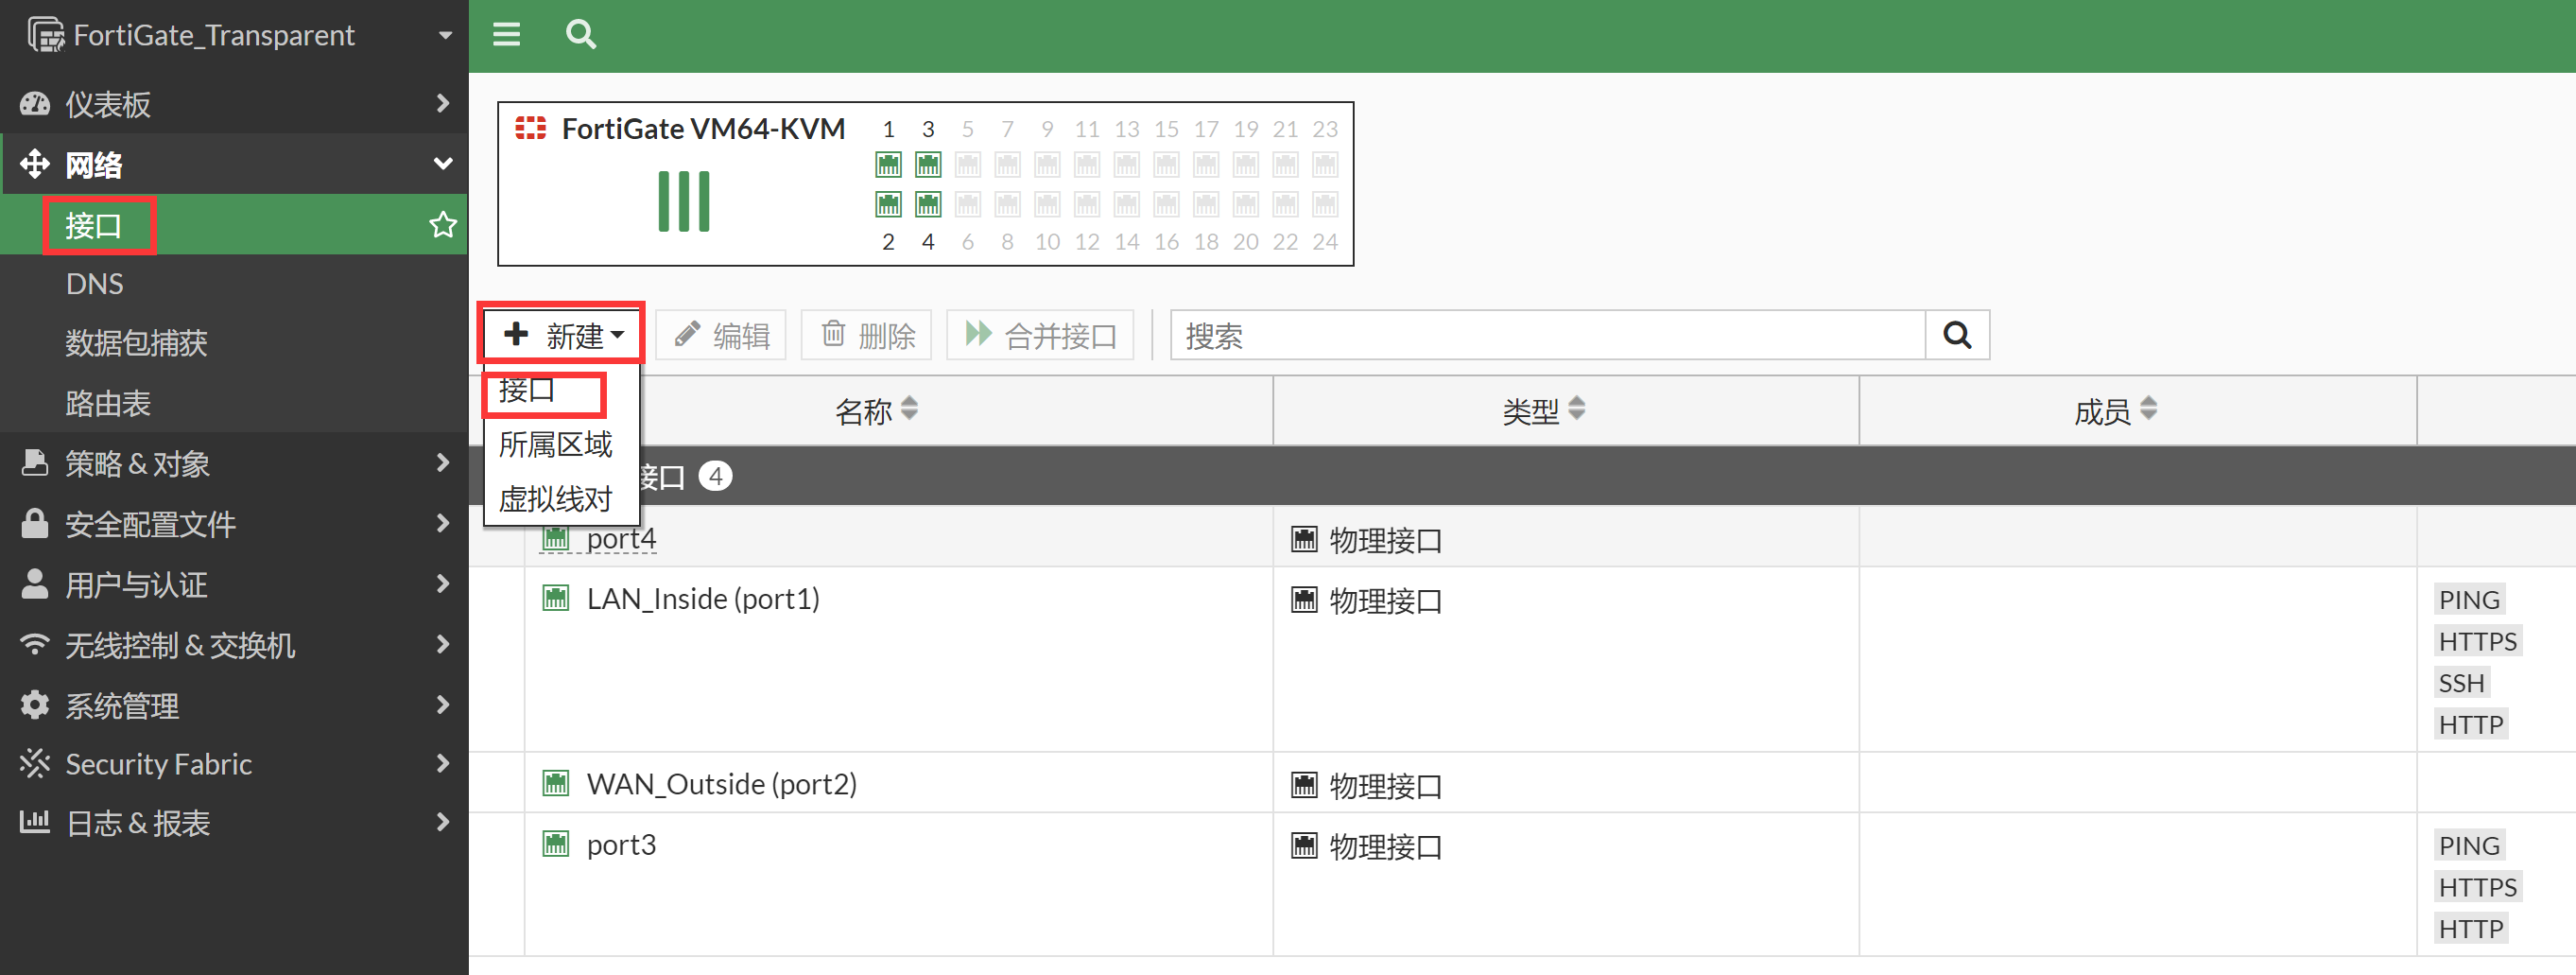 FortiGate_Transparent
仪表板
网络
接口
DNS
数据包捕获
路由表
策略 & 对象
安全配置文件
用户与认证
无线控制 & 交换机
系统管理
Security Fabric
日志 & 报表
FortiGate VM64-KVM
1 3 5 7 9 11 13 15 17 19 21 23
2 4 6 8 10 12 14 16 18 20 22 24
新建 编辑 删除 合并接口 搜索
接口
所属区域
虚拟线对
名称 类型 成员
接口 4
port4 物理接口
LAN_Inside (port1) 物理接口 PING
HTTPS
SSH
HTTP
WAN_Outside (port2) 物理接口
port3 物理接口 PING
HTTPS
HTTP